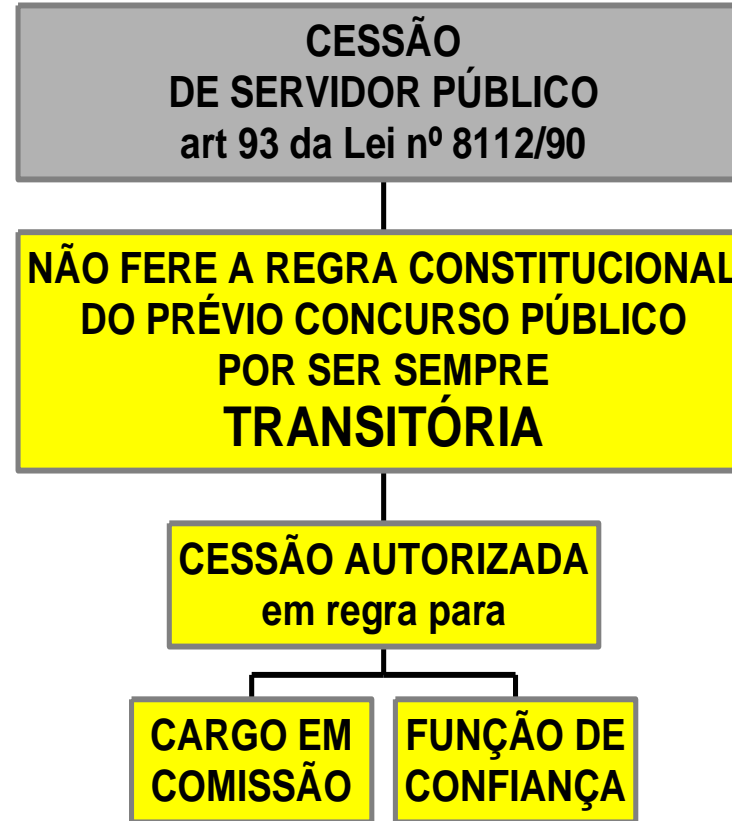 CESSÃO
DE SERVIDOR PÚBLICO
art 93 da Lei nº 8112/90
NÃO FERE A REGRA CONSTITUCIONAL
DO PRÉVIO CONCURSO PÚBLICO
POR SER SEMPRE
TRANSITÓRIA
CESSÃO AUTORIZADA
em regra para
CARGO EM
COMISSÃO
FUNÇÃO DE
CONFIANÇA